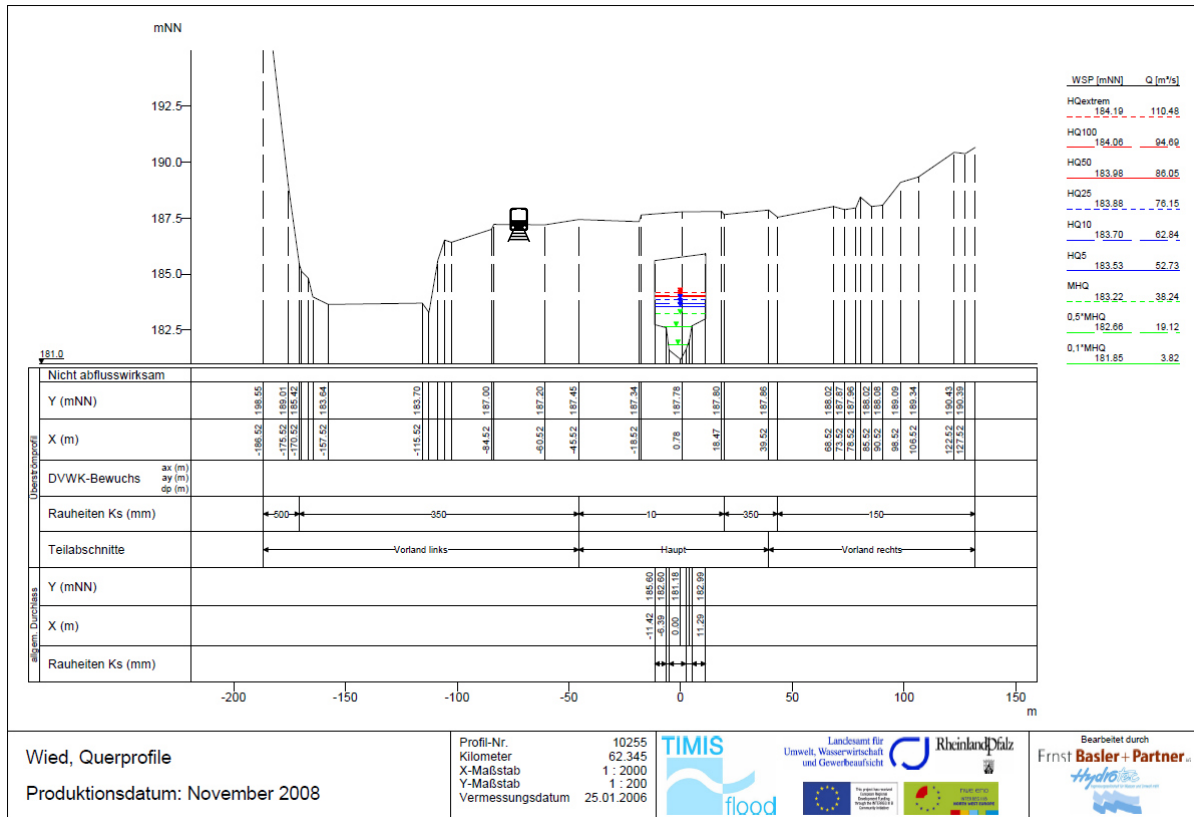 mNN
192.5
190.0
187.5
185.0
182.5
181.0
WSP [mNN] Q [m³/s]
HQextrem
184.19 110.48
HQ100
184.06 94.69
HQ50
183.98 86.05
HQ25
183.88 76.15
HQ10
183.70 62.84
HQ5
183.53 52.73
MHQ
183.22 38.24
0,5*MHQ
182.66 19.12
0,1*MHQ
181.85 3.82
Überströmprofil
Nicht abflusswirksam
Y (mNN)
198.55 189.01 185.42 183.64 183.70 187.00 187.20 187.45 187.34 187.78 187.80 187.86 188.02 187.87 187.96 188.02 188.08 189.09 189.34 190.43 190.39
X (m)
-186.52 -175.52 -170.52 -157.52 -115.52 -84.52 -60.52 -45.52 -18.52 0.78 18.47 39.52 68.52 73.52 78.52 85.52 90.52 98.52 106.52 122.52 127.52
DVWK-Bewuchs
ax (m)
ay (m)
dp (m)
Rauheiten Ks (mm)
500 350 10 350 150
Teilabschnitte
Vorland links Haupt Vorland rechts
allgem. Durchlass
Y (mNN)
185.60 182.60 181.18 182.99
X (m)
-11.42 -6.39 0.00 11.29
Rauheiten Ks (mm)
-200 -150 -100 -50 0 50 100 150
m
Wied, Querprofile
Produktionsdatum: November 2008
Profil-Nr. 10255
Kilometer 62.345
X-Maßstab 1 : 2000
Y-Maßstab 1 : 200
Vermessungsdatum 25.01.2006
TIMIS
flood
Landesamt für
Umwelt, Wasserwirtschaft
und Gewerbeaufsicht
RheinlandPfalz
Bearbeitet durch
Ernst Basler + Partner
Hydrotec